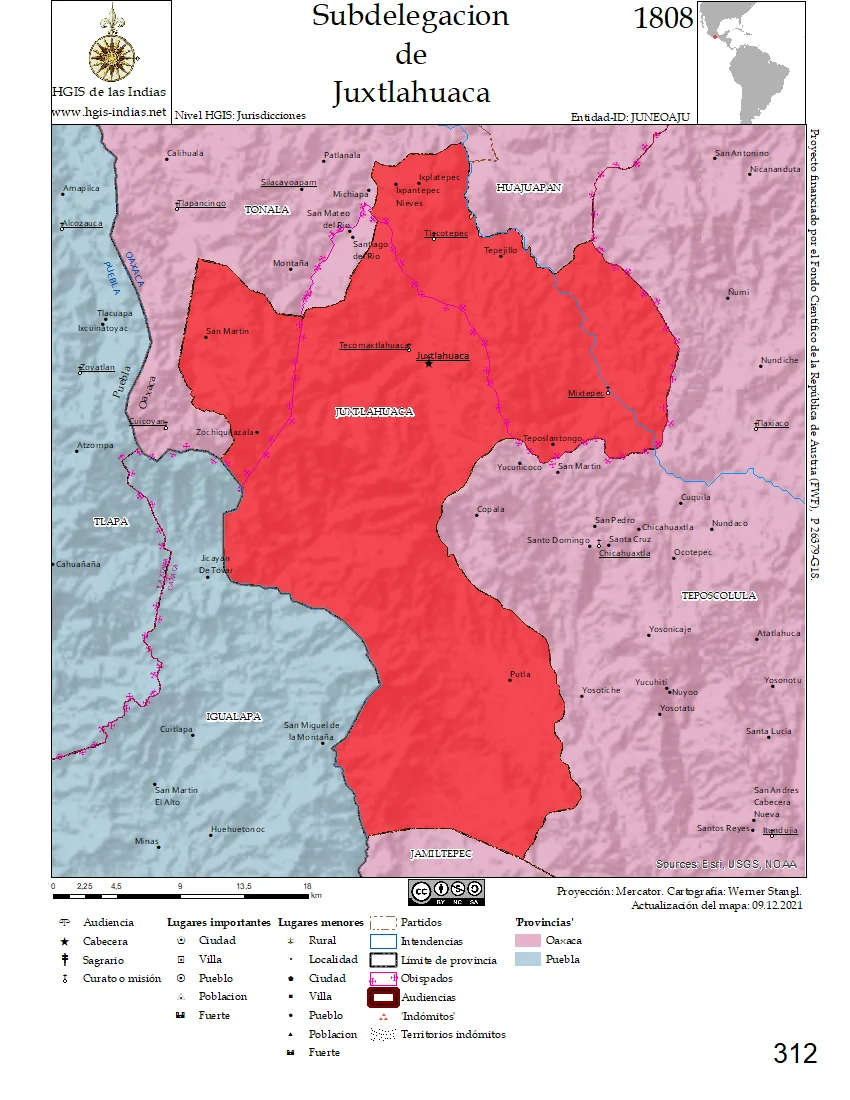 Subdelegacion
de
Juxtlahuaca
1808
HGIS de las Indias
www.hgis-indias.net
Nivel HGIS: Jurisdicciones
Entidad-ID: JUNEOAJU
Calihuala
Patlanala
San Antonino
Nicananduta
Amapilca
Silacayoapam
Michiapa
Ixplatepec
Ixpantepec
Nieves
HUAJUAPAN
Tlapancingo
TONALA
Alcozauca
San Mateo
del Rio
Santiago
del Rio
Tlacotepec
Tepejillo
Montaña
OAXACA
PUEBLA
Ñumi
Tlacuapa
Ixcuinatoyac
San Martin
Tecomaxtlahuaca
Juxtlahuaca
Zoyatlan
Puebla
Oaxaca
Nundiche
Mixtepec
JUXTLAHUACA
Cuicoyan
Zochiquilazala
Tlaxiaco
Atzompa
Teposlantongo
Yucunicoco
San Martin
Copala
Cuquila
TLAPA
San Pedro
Chicahuaxtla
Nundaco
Santo Domingo
Santa Cruz
Chicahuaxtla
Ocotepec
Cahuañaña
Jicayan
De Tovar
TEPOSCOLULA
Yosonicaje
Atatlahuca
Putla
Yosotiche
Yucuhiti
Nuyoo
Yosonotu
Yosotatu
IGUALAPA
Cuitlapa
San Miguel de
la Montaña
Santa Lucia
San Martin
El Alto
San Andres
Cabecera
Nueva
Huehuetonoc
Minas
Santos Reyes
Itundujia
JAMILTEPEC
Sources: Esri, USGS, NOAA
Proyecto financiado por el Fondo Científico de la República de Austria (FWF), P 26379-G18.
0 2,25 4,5 9 13,5 18
km
CC BY NC SA
Proyección: Mercator. Cartografía: Werner Stangl.
Actualización del mapa: 09.12.2021
Audiencia
Cabecera
Sagrario
Curato o misión
Lugares importantes
Ciudad
Villa
Pueblo
Poblacion
Fuerte
Lugares menores
Rural
Localidad
Ciudad
Villa
Pueblo
Poblacion
Fuerte
Partidos
Intendencias
Límite de provincia
Obispados
Audiencias
'Indómitos'
Territorios indómitos
'Provincias'
Oaxaca
Puebla
312